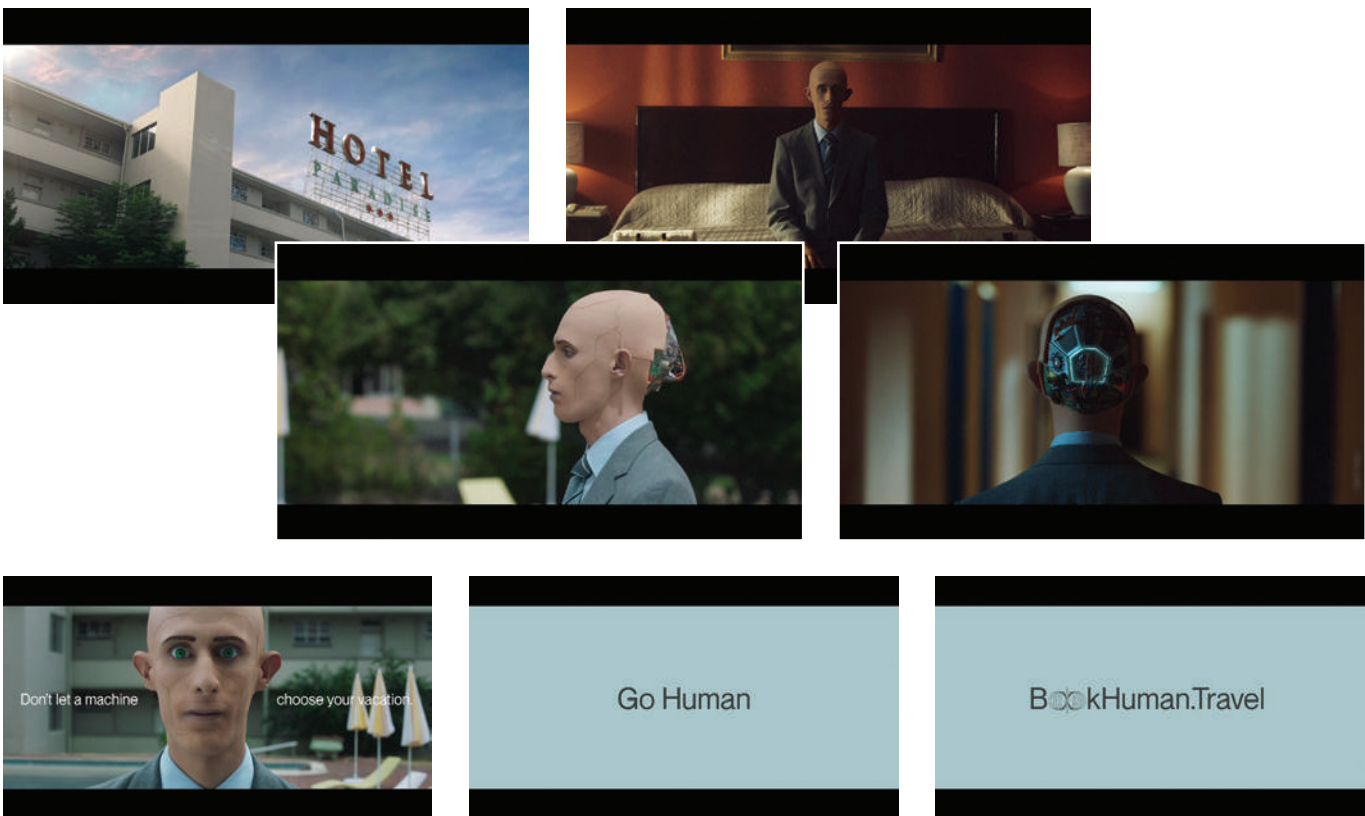 HOTEL
PARADISE
Don't let a machine choose your vacation.
Go Human
BookHuman.Travel